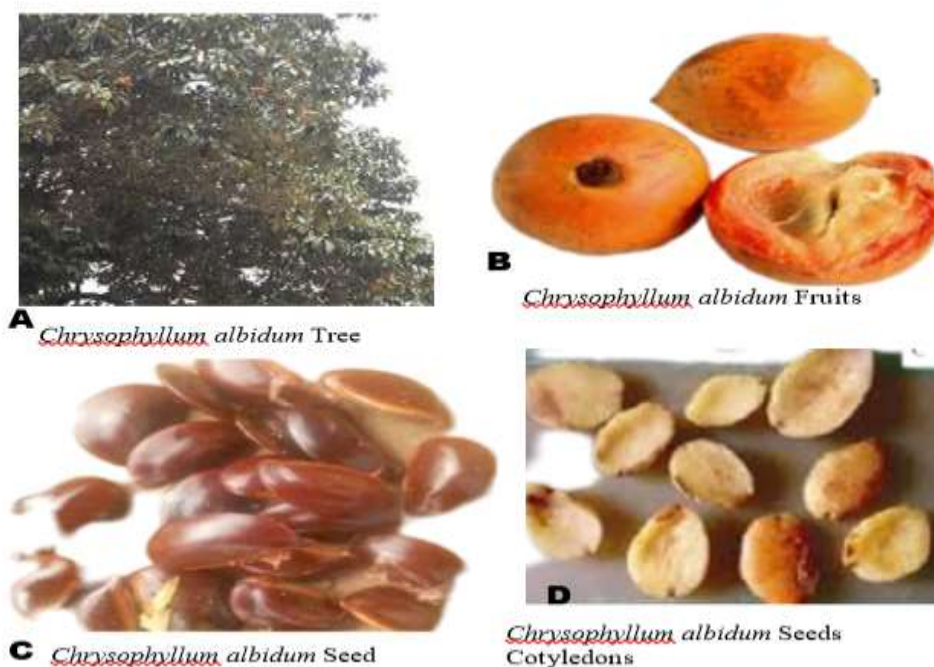 A
Chrysophyllum albidum Tree
B
Chrysophyllum albidum Fruits
C
Chrysophyllum albidum Seed
D
Chrysophyllum albidum Seeds
Cotyledons